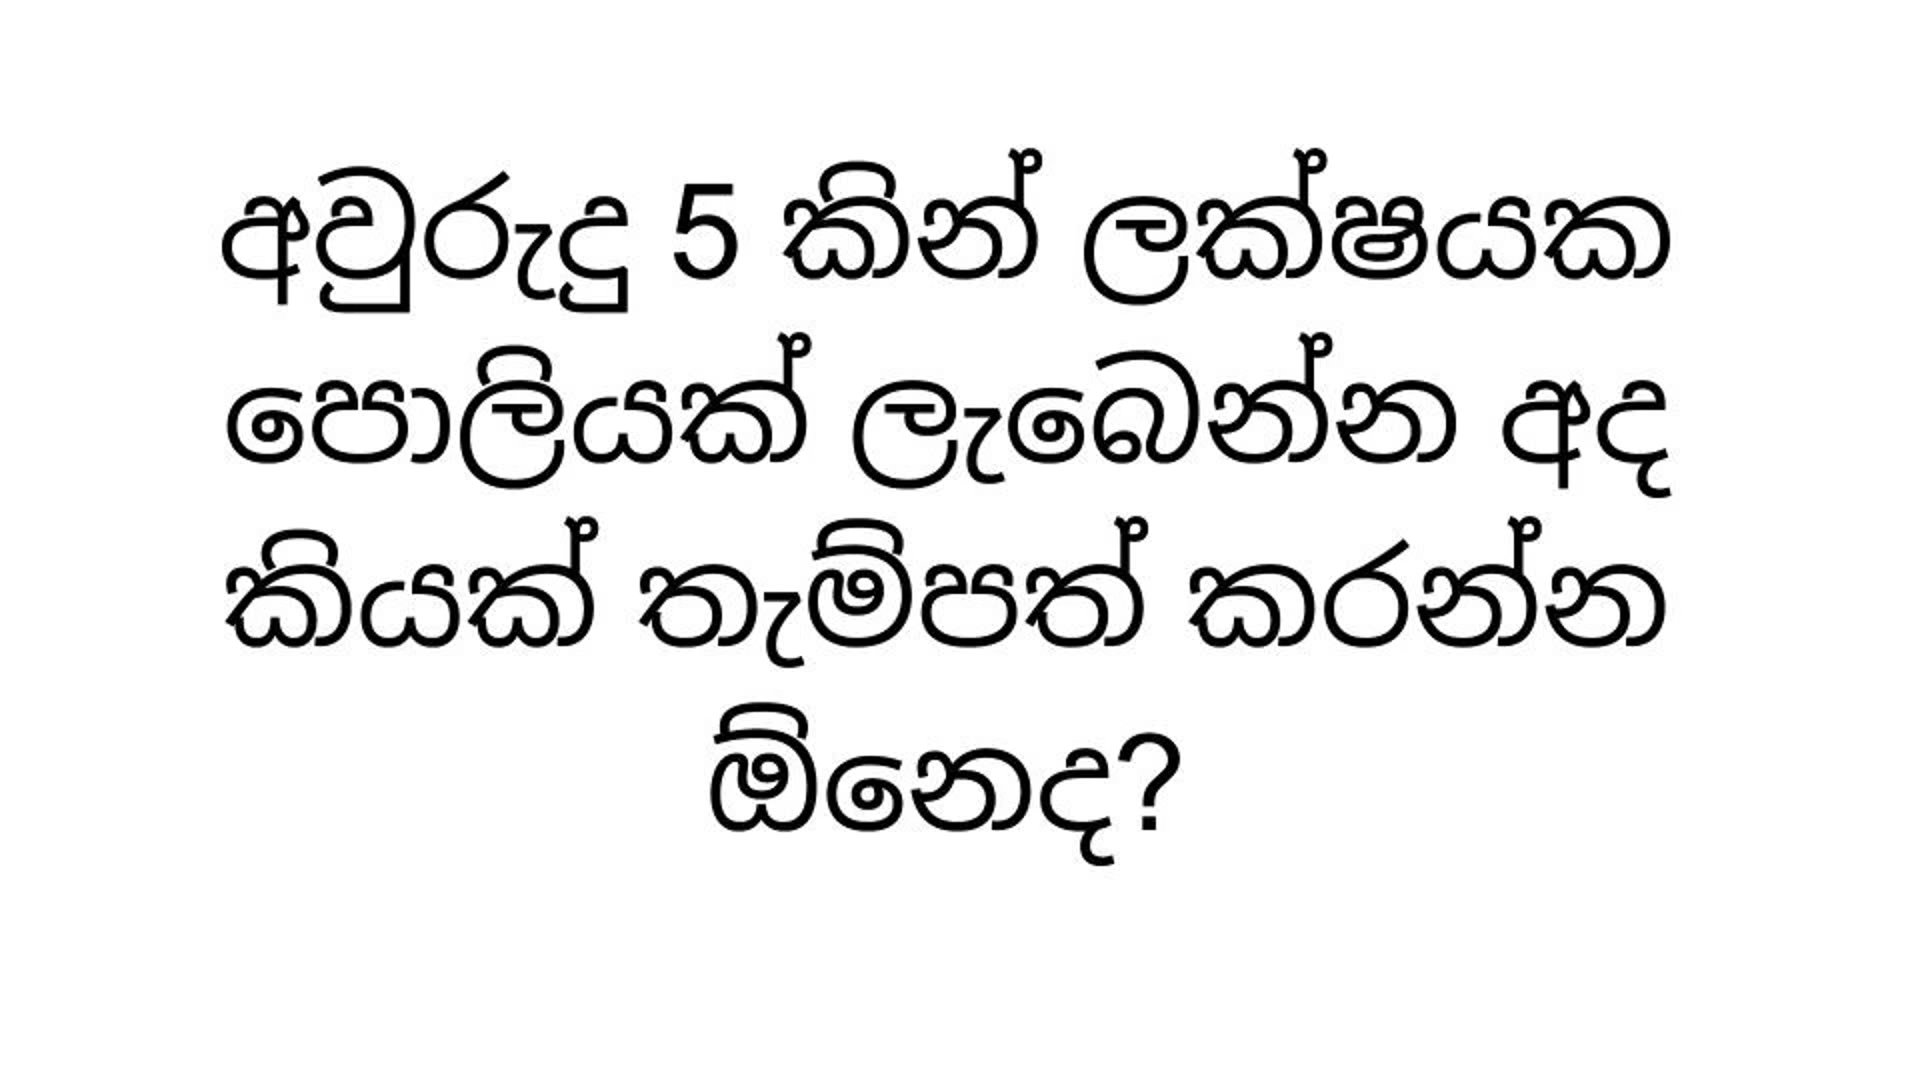 අවුරුදු 5 කින් ලක්ෂයක
පොලියක් ලැබෙන්න අද
කියක් තැම්පත් කරන්න
ඕනෙද?